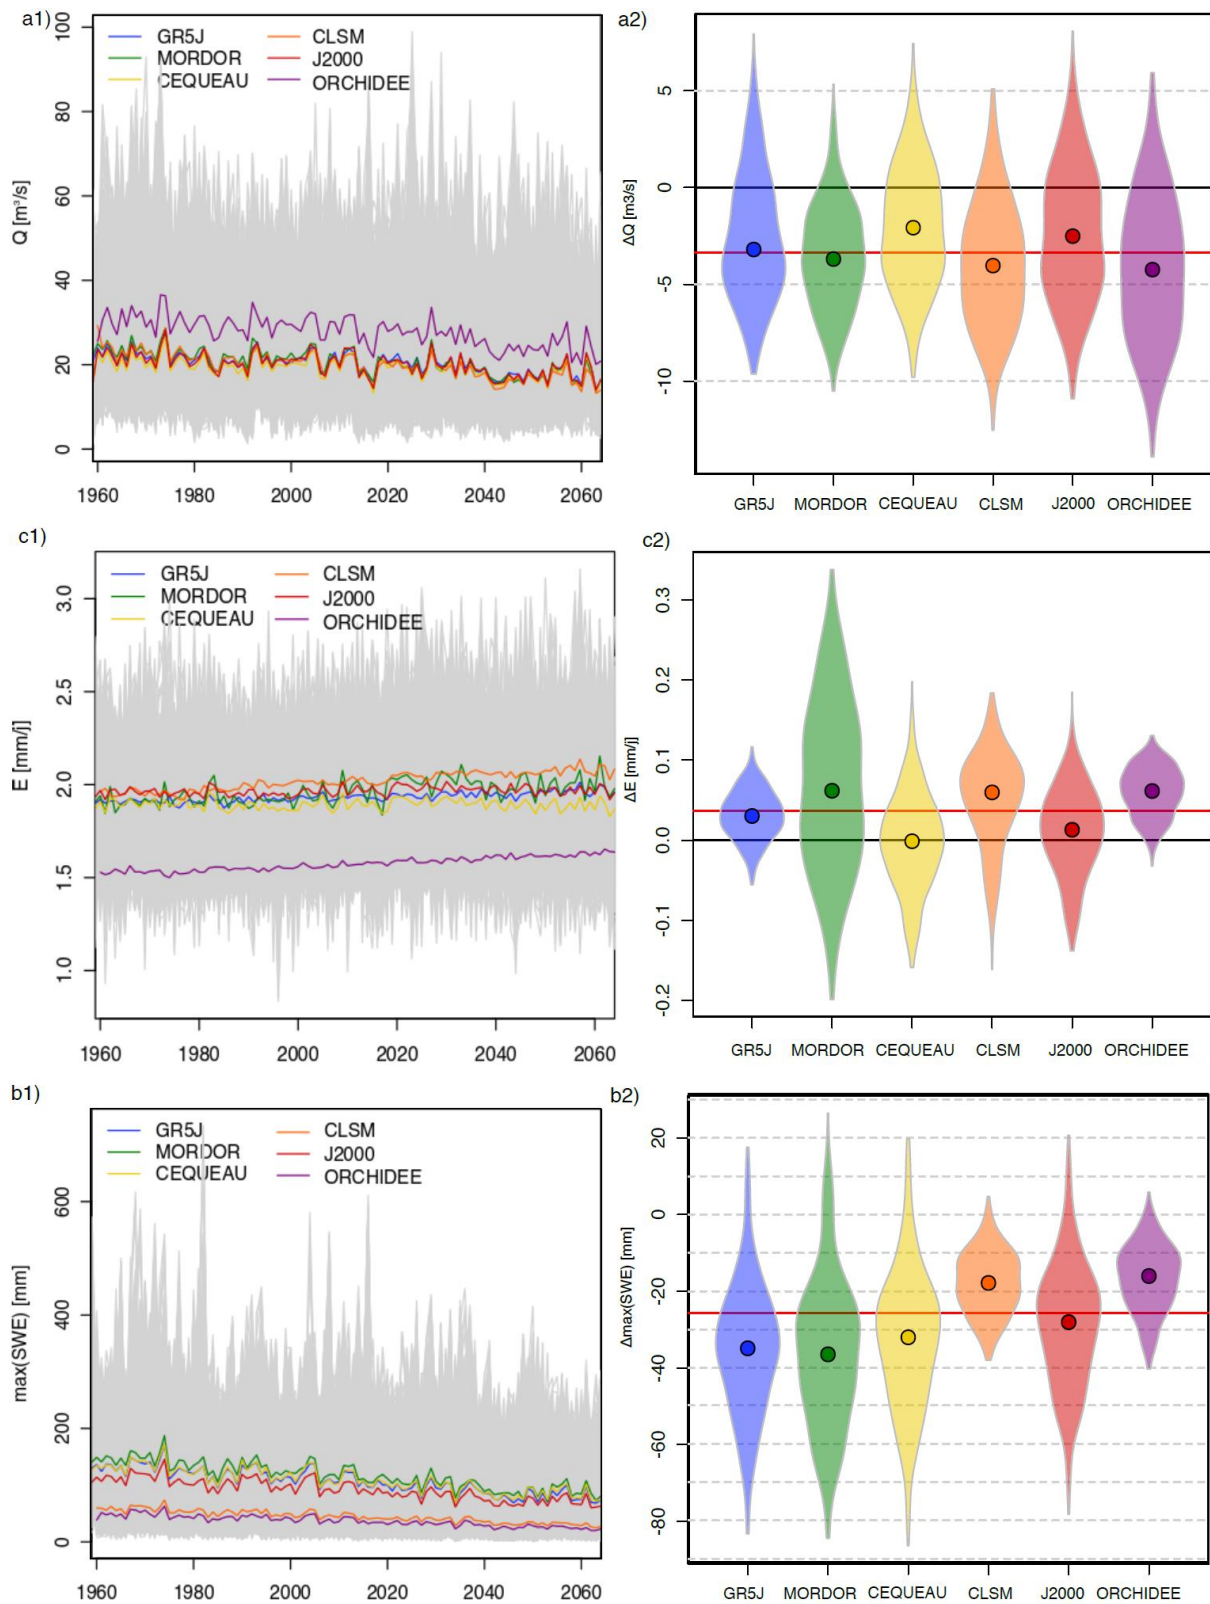 a1)
GR5J
MORDOR
CEQUEAU
CLSM
J2000
ORCHIDEE
Q [m³/s]
100
80
60
40
20
0
1960 1980 2000 2020 2040 2060
a2)
ΔQ [m3/s]
5
0
-5
-10
GR5J MORDOR CEQUEAU CLSM J2000 ORCHIDEE
c1)
GR5J
MORDOR
CEQUEAU
CLSM
J2000
ORCHIDEE
E [mm/j]
3.0
2.5
2.0
1.5
1.0
1960 1980 2000 2020 2040 2060
c2)
ΔE [mm/j]
0.3
0.2
0.1
0.0
-0.1
-0.2
GR5J MORDOR CEQUEAU CLSM J2000 ORCHIDEE
b1)
GR5J
MORDOR
CEQUEAU
CLSM
J2000
ORCHIDEE
max(SWE) [mm]
600
400
200
0
1960 1980 2000 2020 2040 2060
b2)
Δmax(SWE) [mm]
20
0
-20
-40
-60
-80
GR5J MORDOR CEQUEAU CLSM J2000 ORCHIDEE